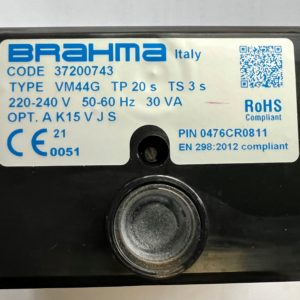 BRAHMA Italy
CODE 37200743
TYPE VM44G TP 20 s TS 3 s
220-240 V 50-60 Hz 30 VA
OPT. A K15 V J S
RoHS
Compliant
CE 21
0051
PIN 0476CR0811
EN 298:2012 compliant